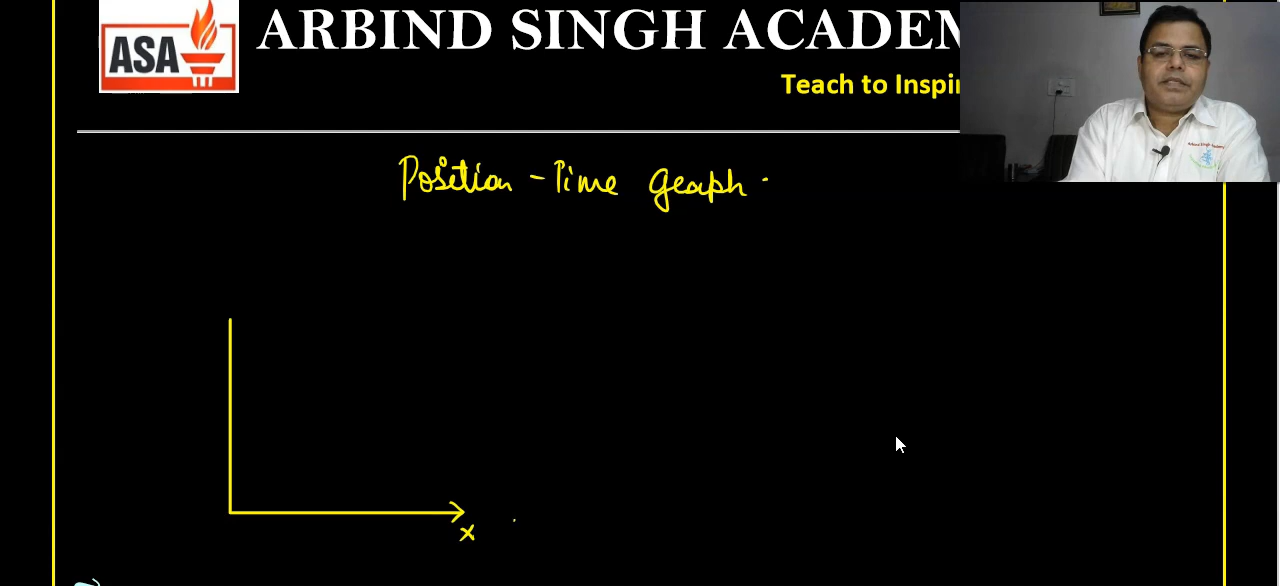 ASA
ARBIND SINGH ACADEM
Teach to Inspir
Position - Time Graph.
x